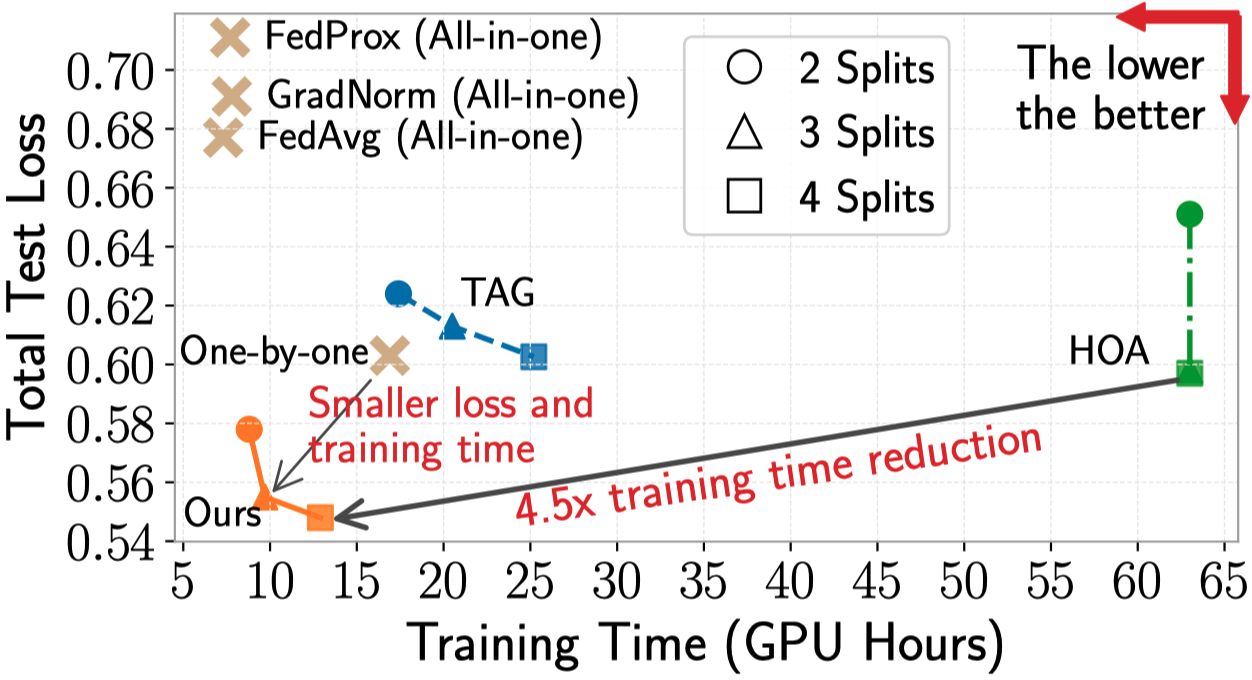 FedProx (All-in-one)
GradNorm (All-in-one)
FedAvg (All-in-one)
2 Splits
3 Splits
4 Splits
The lower
the better
Total Test Loss
0.70
0.68
0.66
0.64
0.62
0.60
0.58
0.56
0.54
TAG
One-by-one
HOA
Smaller loss and
training time
4.5x training time reduction
Ours
5 10 15 20 25 30 35 40 45 50 55 60 65
Training Time (GPU Hours)